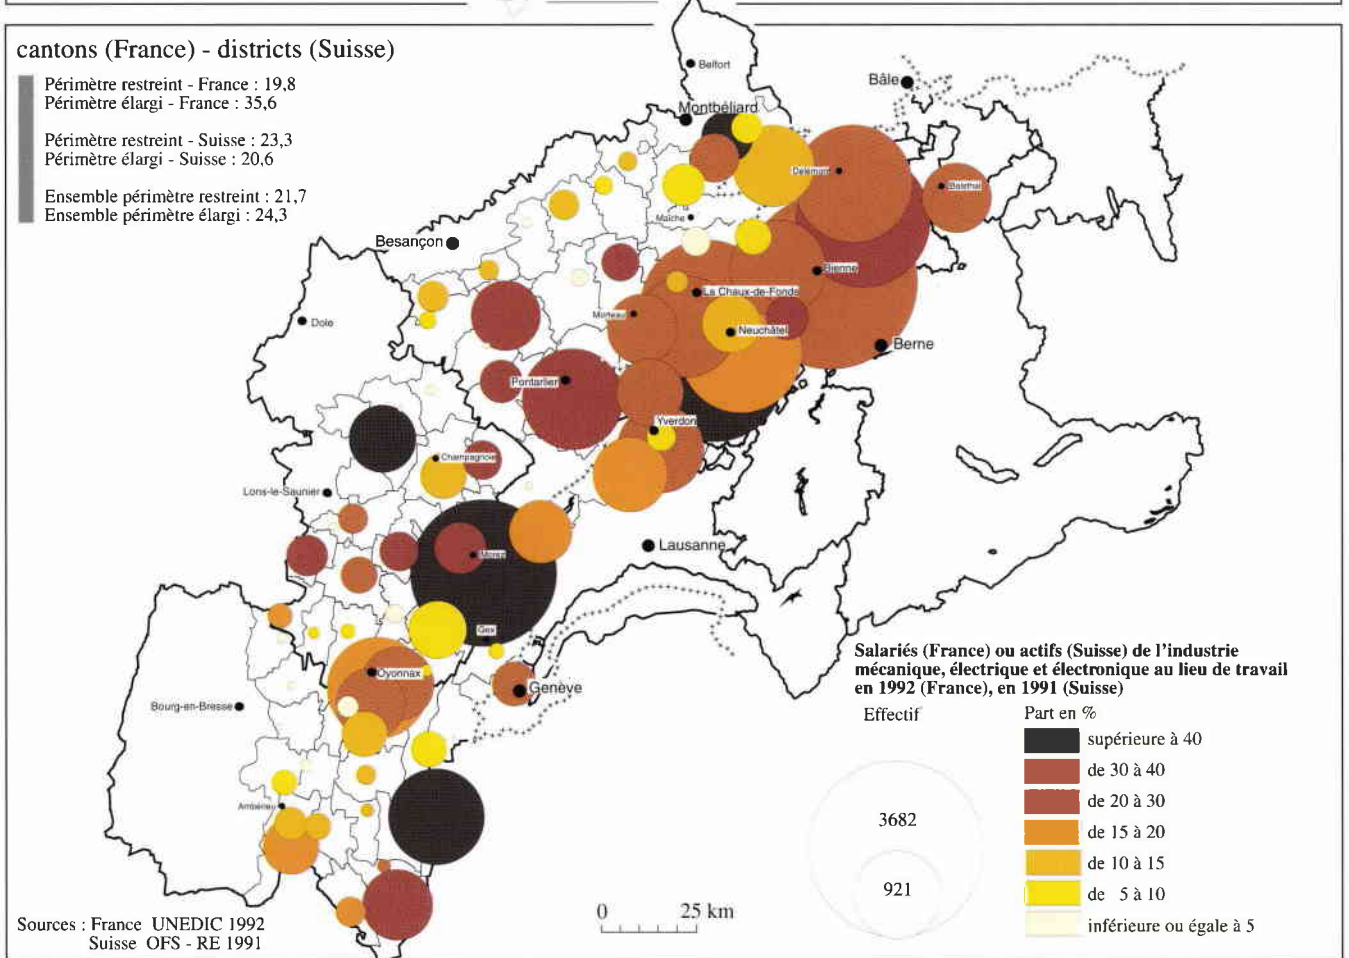 cantons (France) - districts (Suisse)
Périmètre restreint - France : 19,8
Périmètre élargi - France : 35,6
Périmètre restreint - Suisse : 23,3
Périmètre élargi - Suisse : 20,6
Ensemble périmètre restreint : 21,7
Ensemble périmètre élargi : 24,3
Belfort
Bâle
Montbéliard
Delémont
Balsthal
Maîche
Besançon
Bienne
La Chaux-de-Fonds
Morteau
Neuchâtel
Dole
Berne
Pontarlier
Yverdon
Champagnole
Lons-le-Saunier
Lausanne
Morez
Gex
Oyonnax
Genève
Bourg-en-Bresse
Ambérieu
Salariés (France) ou actifs (Suisse) de l'industrie
mécanique, électrique et électronique au lieu de travail
en 1992 (France), en 1991 (Suisse)
Effectif
Part en %
3682
921
supérieure à 40
de 30 à 40
de 20 à 30
de 15 à 20
de 10 à 15
de 5 à 10
inférieure ou égale à 5
0 25 km
Sources : France UNEDIC 1992
Suisse OFS - RE 1991